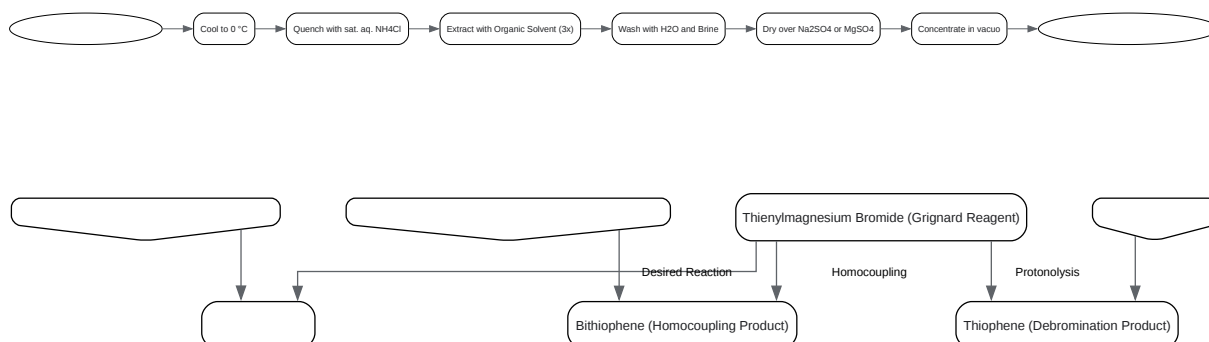 Cool to 0 °C
Quench with sat. aq. NH4Cl
Extract with Organic Solvent (3x)
Wash with H2O and Brine
Dry over Na2SO4 or MgSO4
Concentrate in vacuo
Thienylmagnesium Bromide (Grignard Reagent)
Desired Reaction
Homocoupling
Protonolysis
Bithiophene (Homocoupling Product)
Thiophene (Debromination Product)